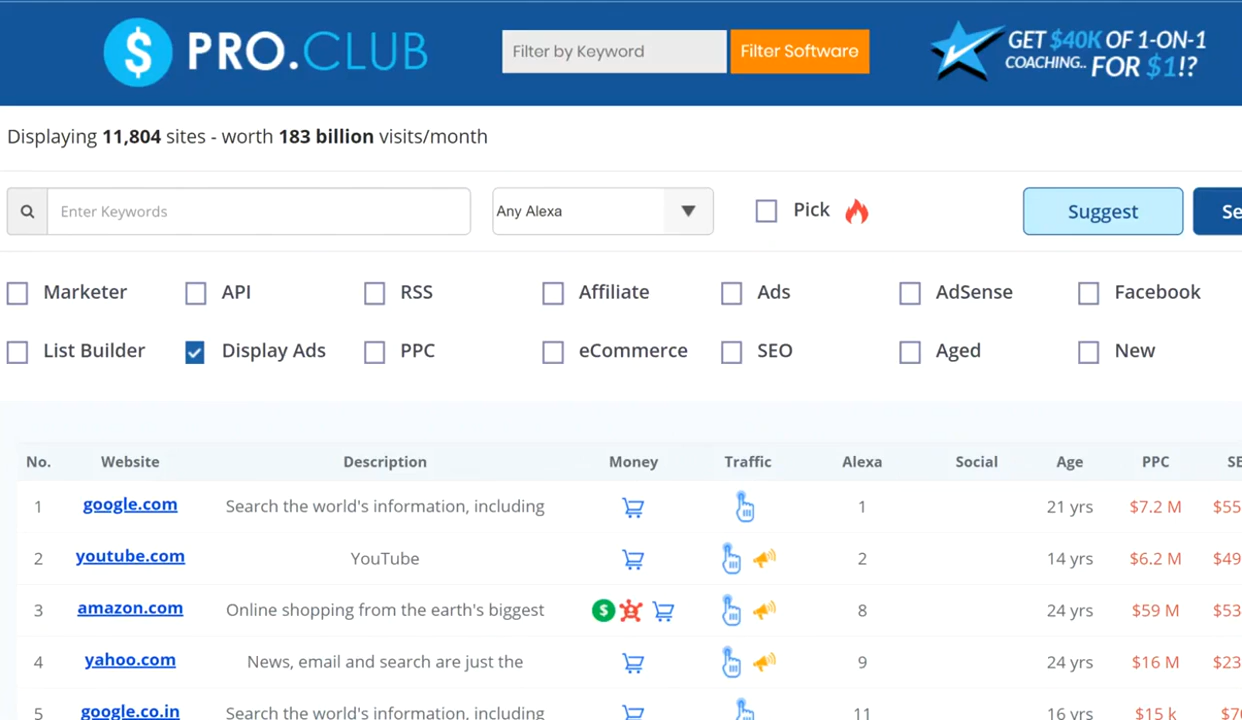 $ PRO.CLUB
Filter by Keyword
Filter Software
GET $40K OF 1-ON-1
COACHING.. FOR $1!?
Displaying 11,804 sites - worth 183 billion visits/month
Enter Keywords
Any Alexa
Pick
Suggest
Se
Marketer API RSS Affiliate Ads AdSense Facebook
List Builder Display Ads PPC eCommerce SEO Aged New
No. Website Description Money Traffic Alexa Social Age PPC SE
1 google.com Search the world's information, including 1 21 yrs $7.2 M $55
2 youtube.com YouTube 2 14 yrs $6.2 M $49
3 amazon.com Online shopping from the earth's biggest $ 8 24 yrs $59 M $53
4 yahoo.com News, email and search are just the 9 24 yrs $16 M $23
5 google.co.in Search the world's information, including 11 16 yrs $15 k